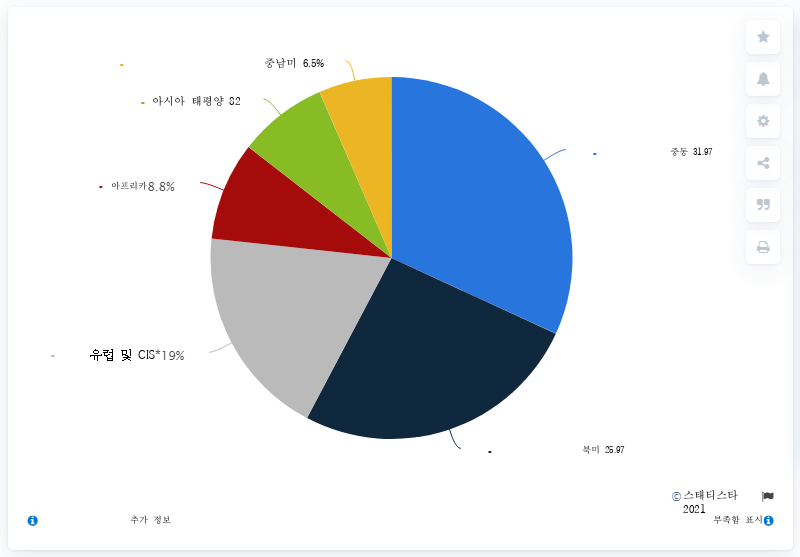 중남미 6.5%
아시아 태평양 82
중동 31.97
아프리카8.8%
유럽 및 CIS*19%
북미 25.97
©스태티스타
2021
추가 정보
부족함 표시